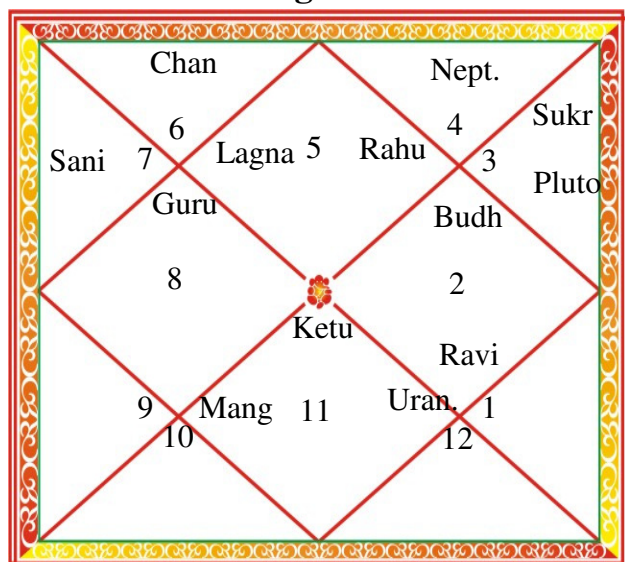 Chan
Nept.
Sukr
6
4
Sani 7 Lagna 5 Rahu 3
Pluto
Guru
Budh
8
2
Ketu
Ravi
9 Mang 11 Uran. 1
10
12